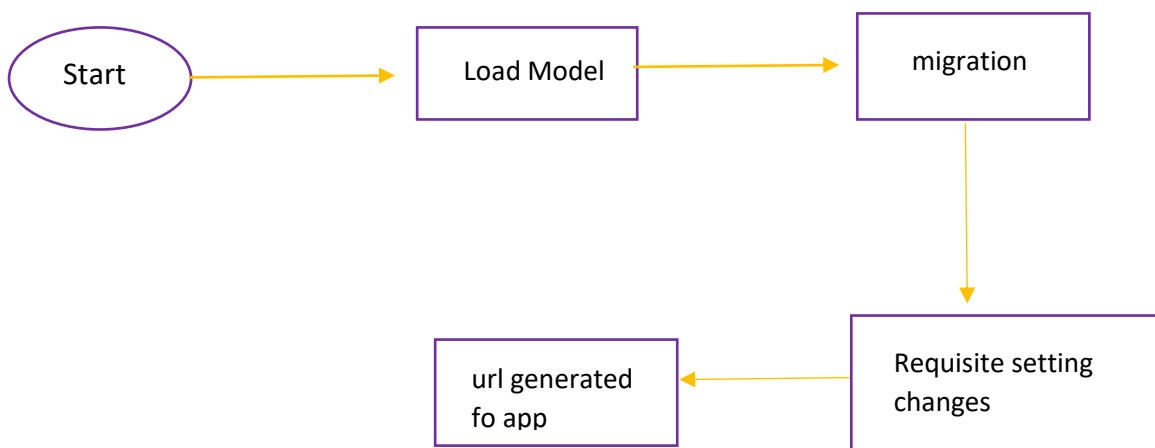 Start
Load Model
migration
Requisite setting
changes
url generated
fo app